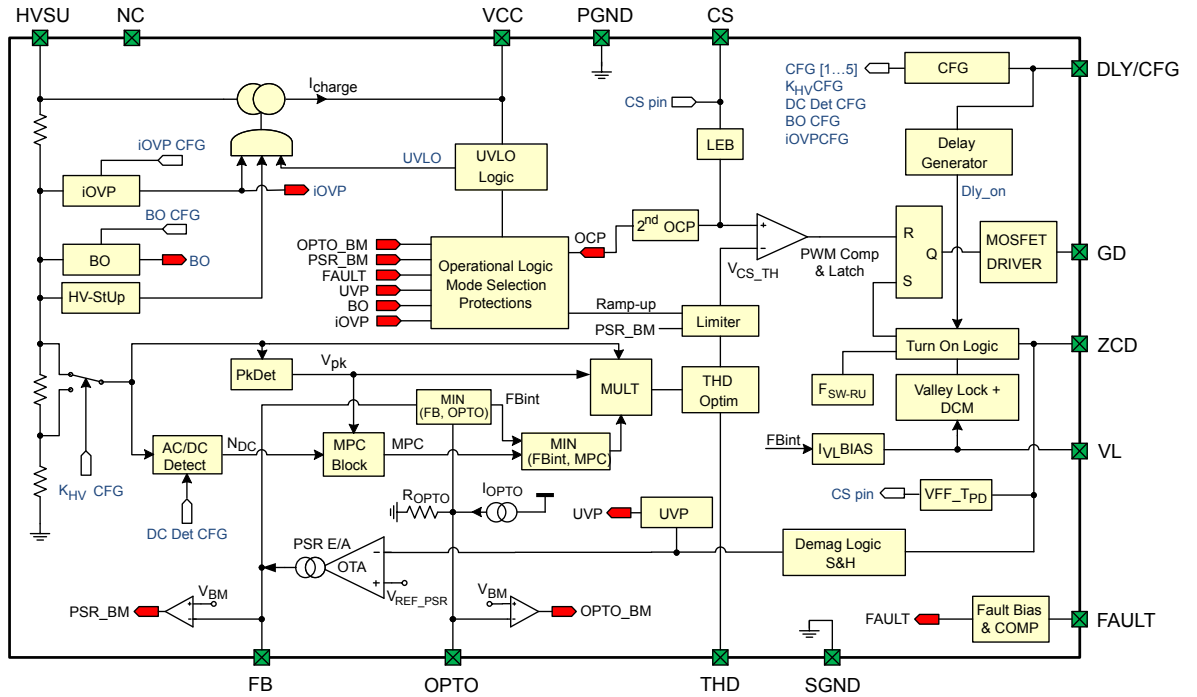 HVSU
NC
VCC
PGND
CS
DLY/CFG
GD
ZCD
VL
FAULT
FB
OPTO
THD
SGND
Icharge
CS pin
CFG [1...5]
KHVCFG
DC Det CFG
BO CFG
iOVPCFG
CFG
iOVP CFG
UVLO
UVLO
Logic
LEB
Delay
Generator
iOVP
iOVP
Dly_on
BO CFG
2nd OCP
OCP
BO
BO
HV-StUp
OPTO_BM
PSR_BM
FAULT
UVP
BO
iOVP
Operational Logic
Mode Selection
Protections
+
−
VCS_TH
PWM Comp
& Latch
R
S
Q
MOSFET
DRIVER
Ramp-up
PSR_BM
Limiter
Turn On Logic
PkDet
Vpk
MULT
THD
Optim
FSW-RU
Valley Lock +
DCM
MIN
(FB, OPTO)
FBint
AC/DC
Detect
NDC
MPC
Block
MPC
MIN
(FBint, MPC)
FBint
IVLBIAS
KHV CFG
DC Det CFG
ROPTO
IOPTO
CS pin
VFF_TPD
UVP
UVP
PSR E/A
OTA
−
+
VREF_PSR
Demag Logic
S&H
PSR_BM
VBM
+
−
VBM
+
−
OPTO_BM
FAULT
Fault Bias
& COMP